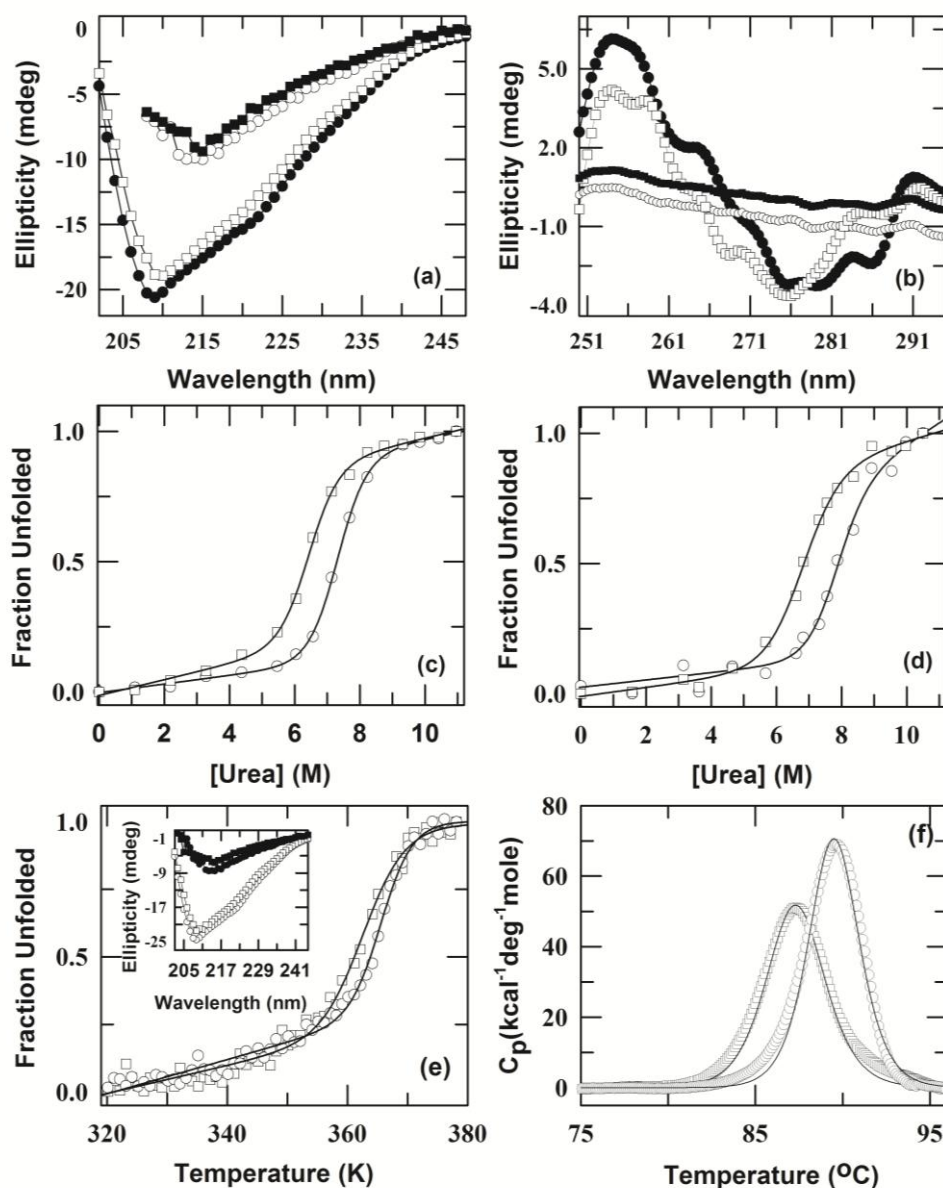 0
-5
-10
-15
-20
Ellipticity (mdeg)
(a)
205 215 225 235 245
Wavelength (nm)
5.0
2.0
-1.0
-4.0
Ellipticity (mdeg)
(b)
251 261 271 281 291
Wavelength (nm)
1.0
0.5
0.0
Fraction Unfolded
(c)
0 2 4 6 8 10
[Urea] (M)
1.0
0.5
0.0
Fraction Unfolded
(d)
0 2 4 6 8 10
[Urea] (M)
1.0
0.5
0.0
Fraction Unfolded
-1
-9
-17
-25
Ellipticity (mdeg)
205 217 229 241
Wavelength (nm)
(e)
320 340 360 380
Temperature (K)
80
60
40
20
0
Cp(kcal-1deg-1mole)
(f)
75 85 95
Temperature (OC)